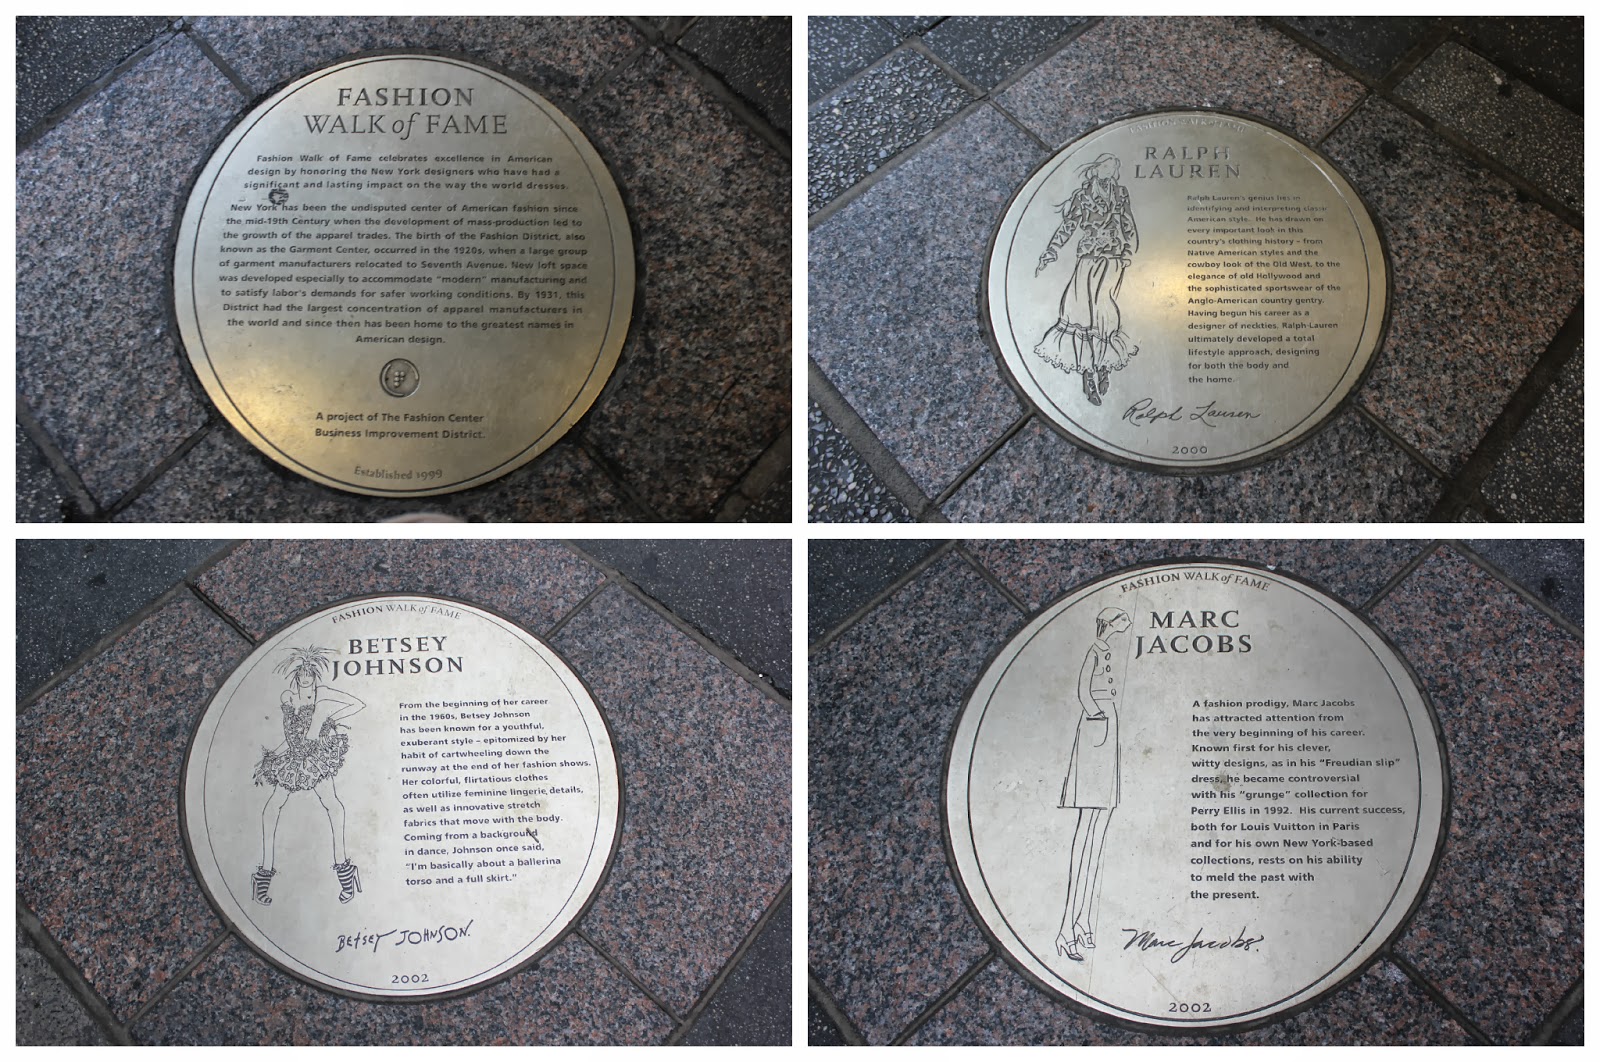 FASHION
WALK of FAME
Fashion Walk of Fame celebrates excellence in American
design by honoring the New York designers who have had a
significant and lasting impact on the way the world dresses.
New York has been the undisputed center of American fashion since
the mid-19th Century when the development of mass-production led to
the growth of the apparel trades. The birth of the Fashion District, also
known as the Garment Center, occurred in the 1920s, when a large group
of garment manufacturers relocated to Seventh Avenue. New loft space
was developed especially to accommodate "modern" manufacturing and
to satisfy labor's demands for safer working conditions. By 1931, this
District had the largest concentration of apparel manufacturers in
the world and since then has been home to the greatest names in
American design.
A project of The Fashion Center
Business Improvement District.
Established 1999
FASHION WALK of FAME
RALPH
LAUREN
Ralph Lauren's genius lies in
identifying and interpreting classic
American style. He has drawn on
every important look in this
country's clothing history – from
Native American styles and the
cowboy look of the Old West, to the
elegance of old Hollywood and
the sophisticated sportswear of the
Anglo-American country gentry.
Having begun his career as a
designer of neckties, Ralph Lauren
ultimately developed a total
lifestyle approach, designing
for both the body and
the home.
Ralph Lauren
2000
FASHION WALK of FAME
BETSEY
JOHNSON
From the beginning of her career
in the 1960s, Betsey Johnson
has been known for a youthful,
exuberant style – epitomized by her
habit of cartwheeling down the
runway at the end of her fashion shows.
Her colorful, flirtatious clothes
often utilize feminine lingerie details,
as well as innovative stretch
fabrics that move with the body.
Coming from a background
in dance, Johnson once said,
"I'm basically about a ballerina
torso and a full skirt."
BETSEY JOHNSON.
2002
FASHION WALK of FAME
MARC
JACOBS
A fashion prodigy, Marc Jacobs
has attracted attention from
the very beginning of his career.
Known first for his clever,
witty designs, as in his "Freudian slip"
dress, he became controversial
with his "grunge" collection for
Perry Ellis in 1992. His current success,
both for Louis Vuitton in Paris
and for his own New York-based
collections, rests on his ability
to meld the past with
the present.
Marc Jacobs.
2002